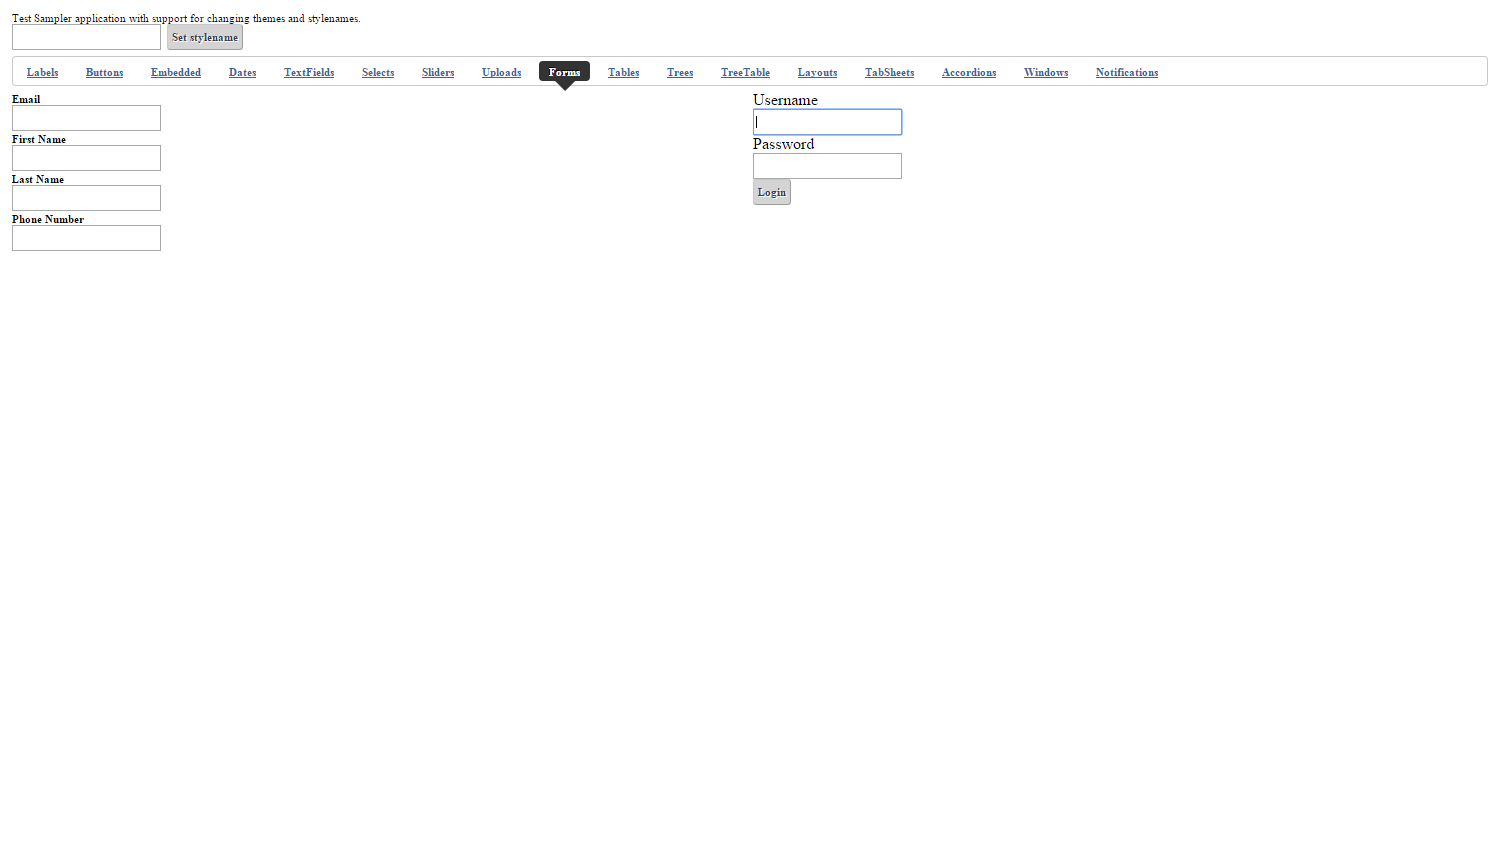 Test Sampler application with support for changing themes and stylenames.
Set stylename
Labels Buttons Embedded Dates TextFields Selects Sliders Uploads Forms Tables Trees TreeTable Layouts TabSheets Accordions Windows Notifications
Email
First Name
Last Name
Phone Number
Username
Password
Login